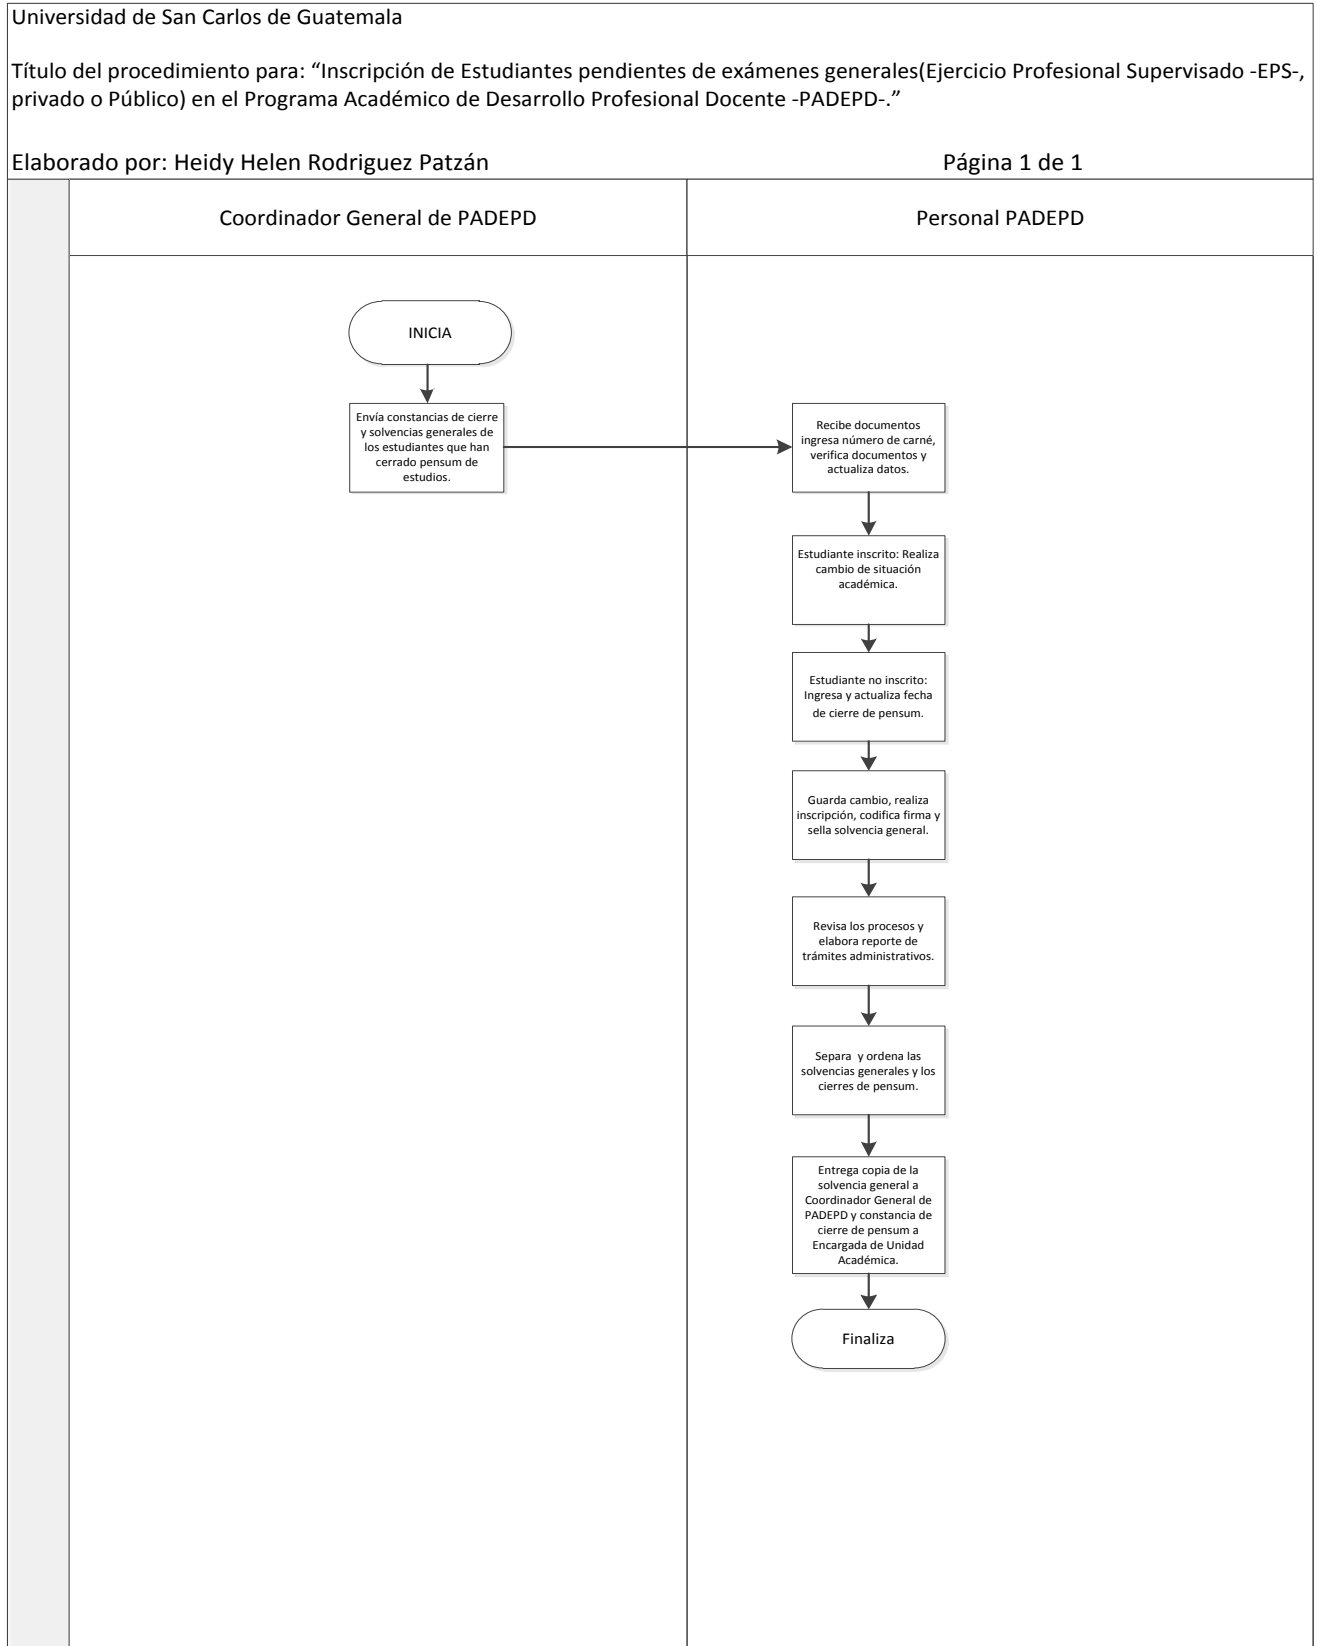 Universidad de San Carlos de Guatemala
Título del procedimiento para: “Inscripción de Estudiantes pendientes de exámenes generales(Ejercicio Profesional Supervisado -EPS-,
privado o Público) en el Programa Académico de Desarrollo Profesional Docente -PADEPD-.”
Elaborado por: Heidy Helen Rodriguez Patzán
Página 1 de 1
Coordinador General de PADEPD
Personal PADEPD
INICIA
Envía constancias de cierre
y solvencias generales de
los estudiantes que han
cerrado pensum de
estudios.
Recibe documentos
ingresa número de carné,
verifica documentos y
actualiza datos.
Estudiante inscrito: Realiza
cambio de situación
académica.
Estudiante no inscrito:
Ingresa y actualiza fecha
de cierre de pensum.
Guarda cambio, realiza
inscripción, codifica firma y
sella solvencia general.
Revisa los procesos y
elabora reporte de
trámites administrativos.
Separa  y ordena las
solvencias generales y los
cierres de pensum.
Entrega copia de la
solvencia general a
Coordinador General de
PADEPD y constancia de
cierre de pensum a
Encargada de Unidad
Académica.
Finaliza